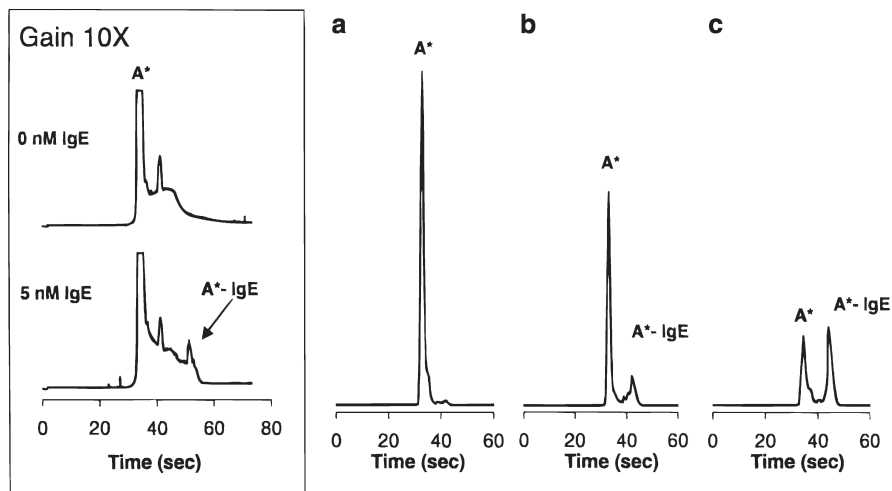 Gain 10X
A*
0 nM IgE
5 nM IgE
A*- IgE
0 20 40 60 80
Time (sec)
a
A*
0 20 40 60
Time (sec)
b
A*
A*- IgE
0 20 40 60
Time (sec)
c
A*
A*- IgE
0 20 40 60
Time (sec)